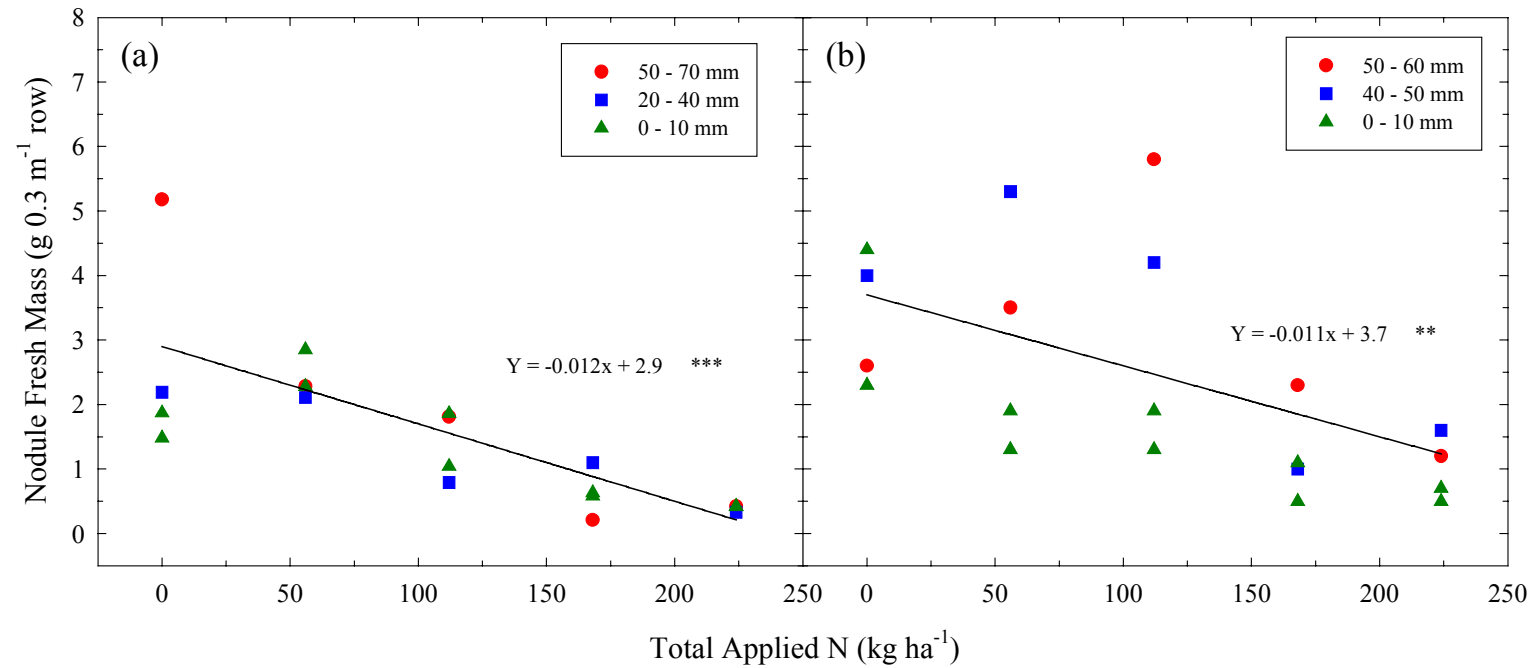 Nodule Fresh Mass (g 0.3 m⁻¹ row)
8
7
6
5
4
3
2
1
0
(a)
50 - 70 mm
20 - 40 mm
0 - 10 mm
Y = -0.012x + 2.9 ***
(b)
50 - 60 mm
40 - 50 mm
0 - 10 mm
Y = -0.011x + 3.7 **
0 50 100 150 200 250 0 50 100 150 200 250
Total Applied N (kg ha⁻¹)